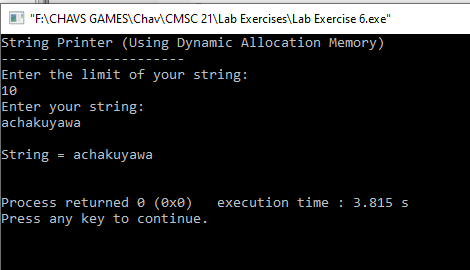 "F:\CHAVS GAMES\Chav\CMSC 21\Lab Exercises\Lab Exercise 6.exe"
String Printer (Using Dynamic Allocation Memory)
-----------------------
Enter the limit of your string:
10
Enter your string:
achakuyawa
String = achakuyawa
Process returned 0 (0x0)   execution time : 3.815 s
Press any key to continue.